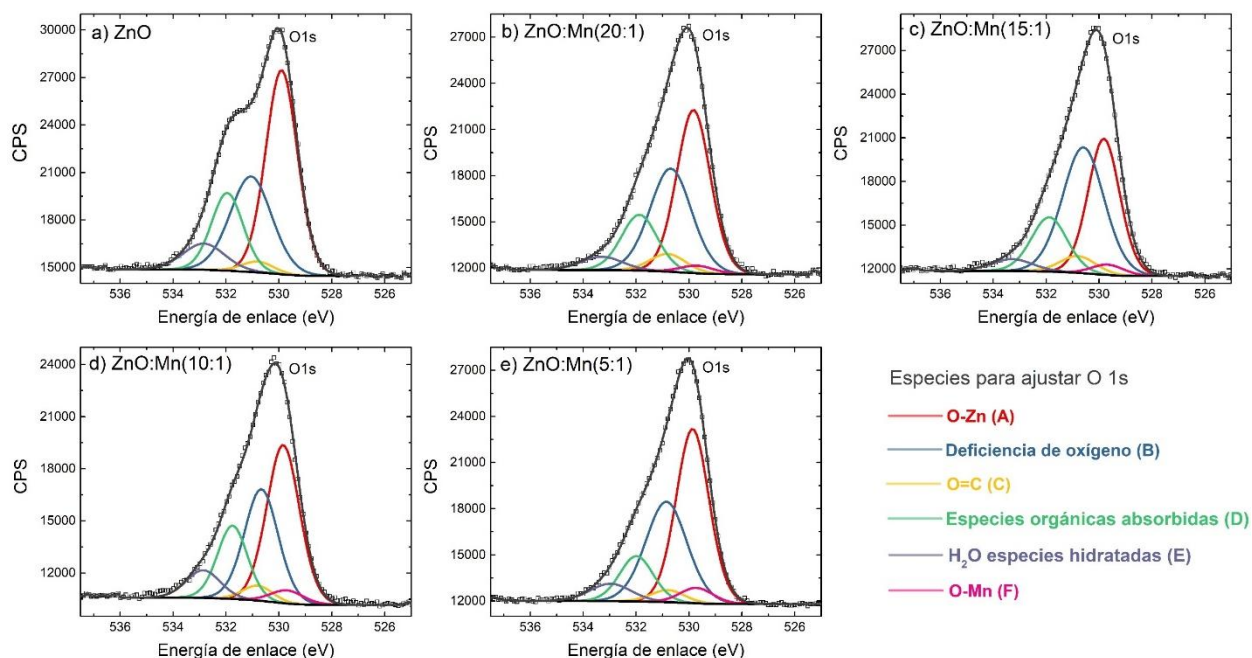 a) ZnO
O1s
30000
27000
24000
21000
18000
15000
CPS
536 534 532 530 528 526
Energía de enlace (eV)
b) ZnO:Mn(20:1)
O1s
27000
24000
21000
18000
15000
12000
CPS
536 534 532 530 528 526
Energía de enlace (eV)
c) ZnO:Mn(15:1)
O1s
27000
24000
21000
18000
15000
12000
CPS
536 534 532 530 528 526
Energía de enlace (eV)
d) ZnO:Mn(10:1)
O1s
24000
21000
18000
15000
12000
CPS
536 534 532 530 528 526
Energía de enlace (eV)
e) ZnO:Mn(5:1)
O1s
27000
24000
21000
18000
15000
12000
CPS
536 534 532 530 528 526
Energía de enlace (eV)
Especies para ajustar O 1s
O-Zn (A)
Deficiencia de oxígeno (B)
O=C (C)
Especies orgánicas absorbidas (D)
H₂O especies hidratadas (E)
O-Mn (F)